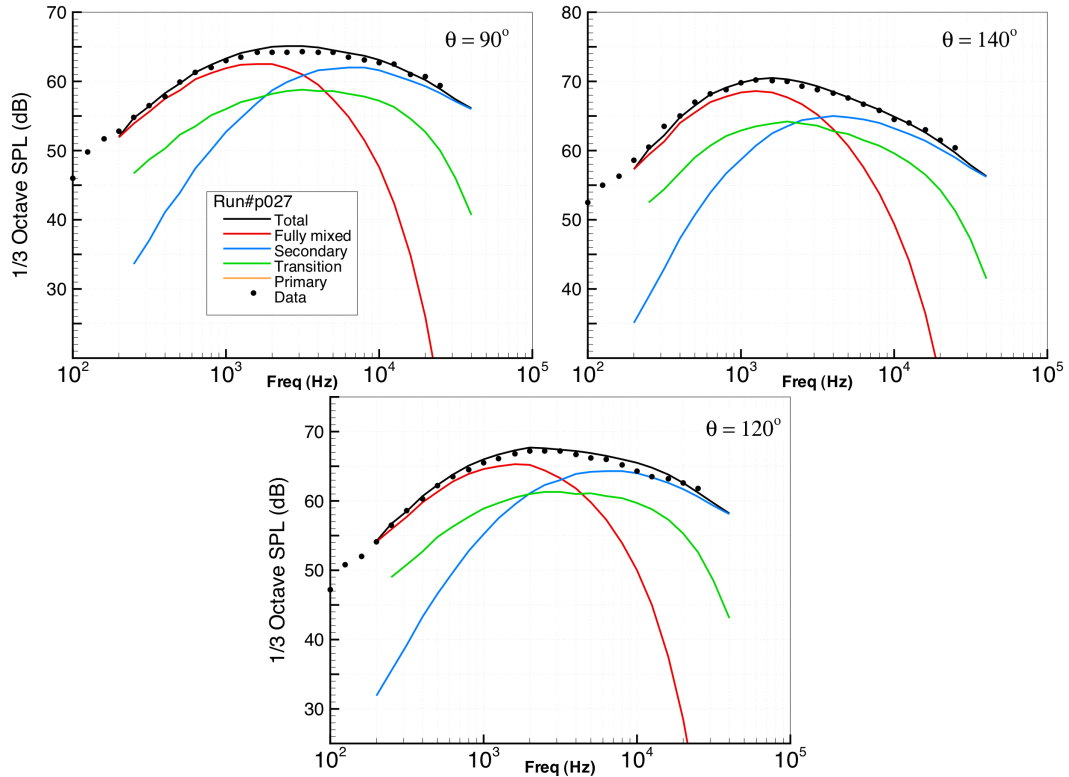 70
60
50
40
30
1/3 Octave SPL (dB)
θ = 90°
Run#p027
Total
Fully mixed
Secondary
Transition
Primary
Data
10²
10³
10⁴
10⁵
Freq (Hz)
80
70
60
50
40
θ = 140°
10²
10³
10⁴
10⁵
Freq (Hz)
70
60
50
40
30
1/3 Octave SPL (dB)
θ = 120°
10²
10³
10⁴
10⁵
Freq (Hz)